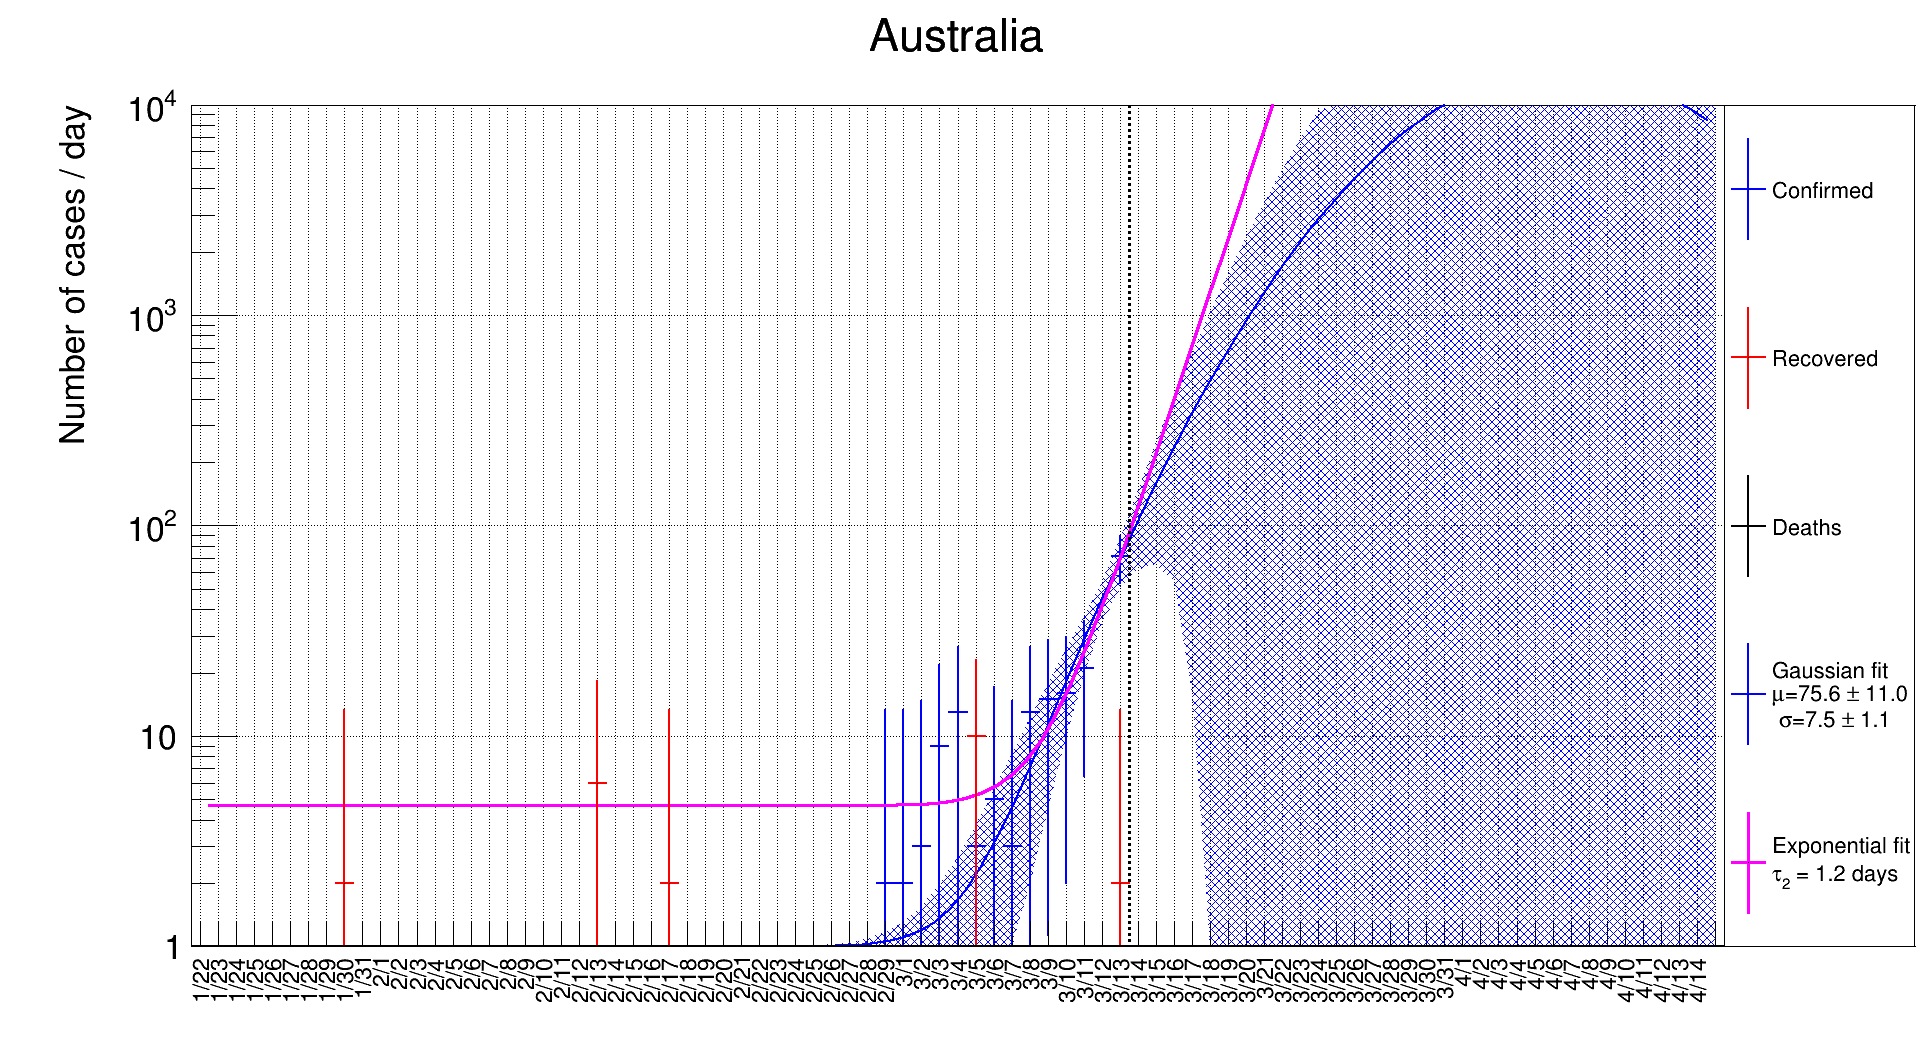 Australia
Number of cases / day
10^4
10^3
10^2
10
1
1/22 1/23 1/24 1/25 1/26 1/27 1/28 1/29 1/30 1/31 2/1 2/2 2/3 2/4 2/5 2/6 2/7 2/8 2/9 2/10 2/11 2/12 2/13 2/14 2/15 2/16 2/17 2/18 2/19 2/20 2/21 2/22 2/23 2/24 2/25 2/26 2/27 2/28 2/29 3/1 3/2 3/3 3/4 3/5 3/6 3/7 3/8 3/9 3/10 3/11 3/12 3/13 3/14 3/15 3/16 3/17 3/18 3/19 3/20 3/21 3/22 3/23 3/24 3/25 3/26 3/27 3/28 3/29 3/30 3/31 4/1 4/2 4/3 4/4 4/5 4/6 4/7 4/8 4/9 4/10 4/11 4/12 4/13 4/14
Confirmed
Recovered
Deaths
Gaussian fit
μ=75.6 ± 11.0
σ=7.5 ± 1.1
Exponential fit
τ₂ = 1.2 days